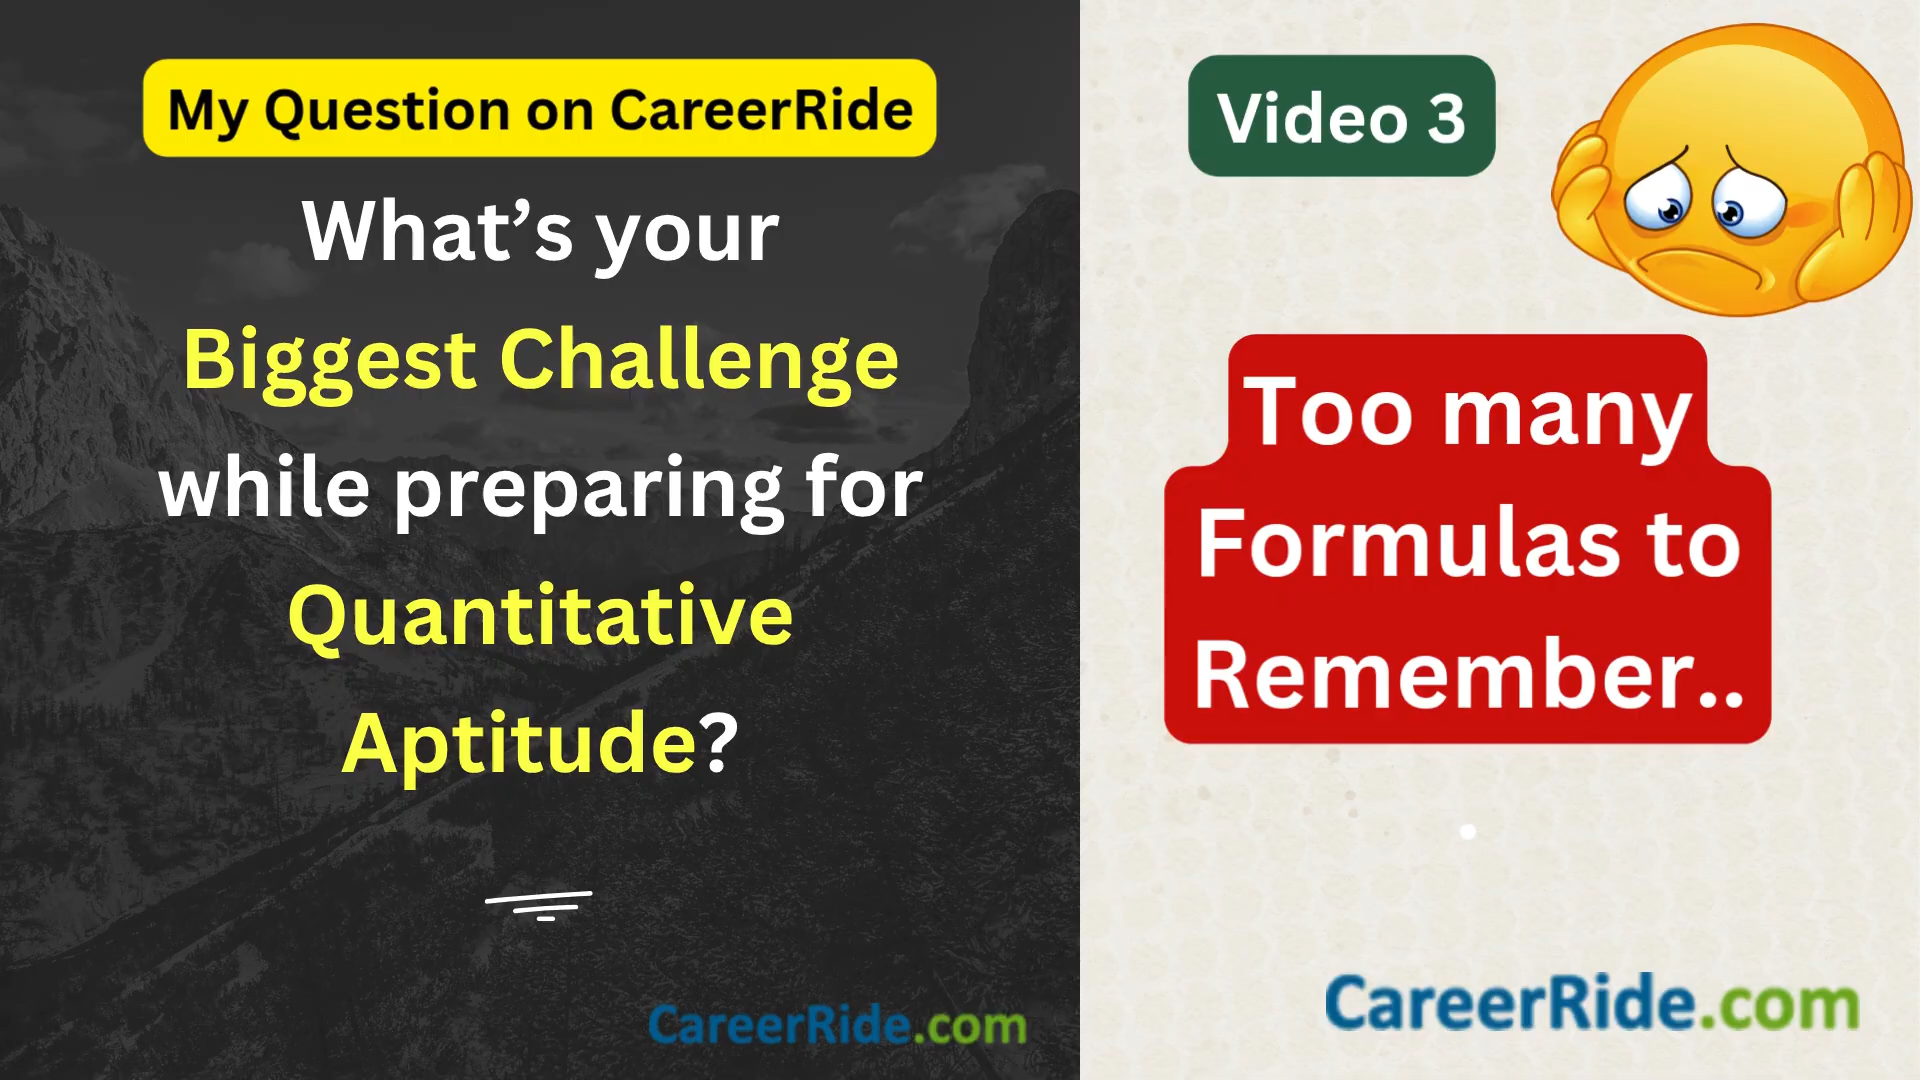 My Question on CareerRide
What’s your
Biggest Challenge
while preparing for
Quantitative
Aptitude?
CareerRide.com
Video 3
Too many
Formulas to
Remember..
CareerRide.com